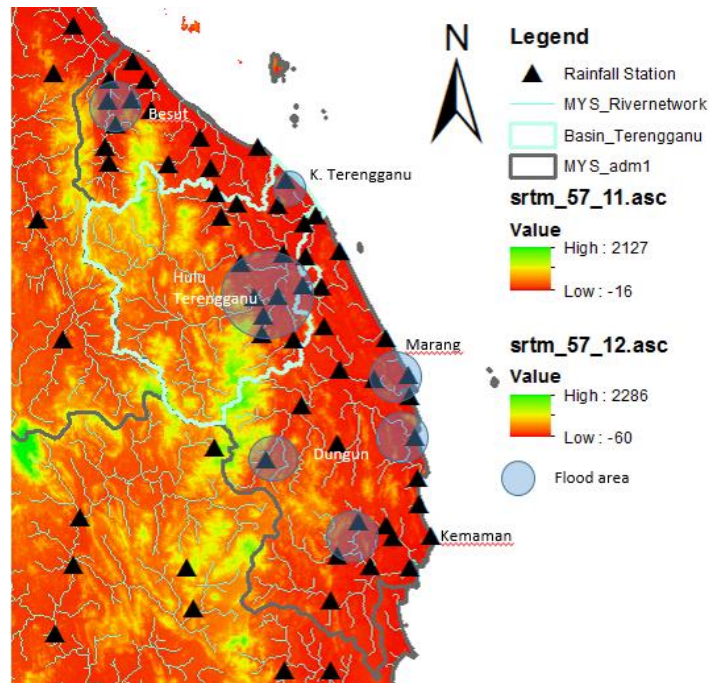 N
Legend
Rainfall Station
MYS_Rivernetwork
Basin_Terengganu
MYS_adm1
srtm_57_11.asc
Value
High : 2127
Low : -16
srtm_57_12.asc
Value
High : 2286
Low : -60
Flood area
Besut
K. Terengganu
Hulu
Terengganu
Marang
Dungun
Kemaman